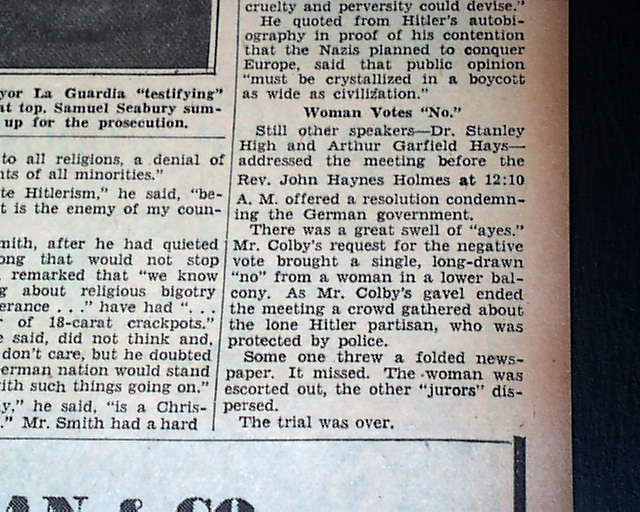 yor La Guardia “testifying”
at top. Samuel Seabury sum-
up for the prosecution.
to all religions, a denial of
nts of all minorities.”
te Hitlerism,” he said, “be-
t is the enemy of my coun-
mith, after he had quieted
ong that would not stop
, remarked that “we know
g about religious bigotry
erance . . .” have had “. . .
r of 18-carat crackpots.”
e said, did not think and,
don’t care, but he doubted
erman nation would stand
ith such things going on.”
y,” he said, “is a Chris-
.” Mr. Smith had a hard
cruelty and perversity could devise.”
He quoted from Hitler’s autobi-
ography in proof of his contention
that the Nazis planned to conquer
Europe, said that public opinion
“must be crystallized in a boycott
as wide as civilization.”
Woman Votes “No.”
Still other speakers—Dr. Stanley
High and Arthur Garfield Hays—
addressed the meeting before the
Rev. John Haynes Holmes at 12:10
A. M. offered a resolution condemn-
ing the German government.
There was a great swell of “ayes.”
Mr. Colby’s request for the negative
vote brought a single, long-drawn
“no” from a woman in a lower bal-
cony. As Mr. Colby’s gavel ended
the meeting a crowd gathered about
the lone Hitler partisan, who was
protected by police.
Some one threw a folded news-
paper. It missed. The woman was
escorted out, the other “jurors” dis-
persed.
The trial was over.
AN & CO